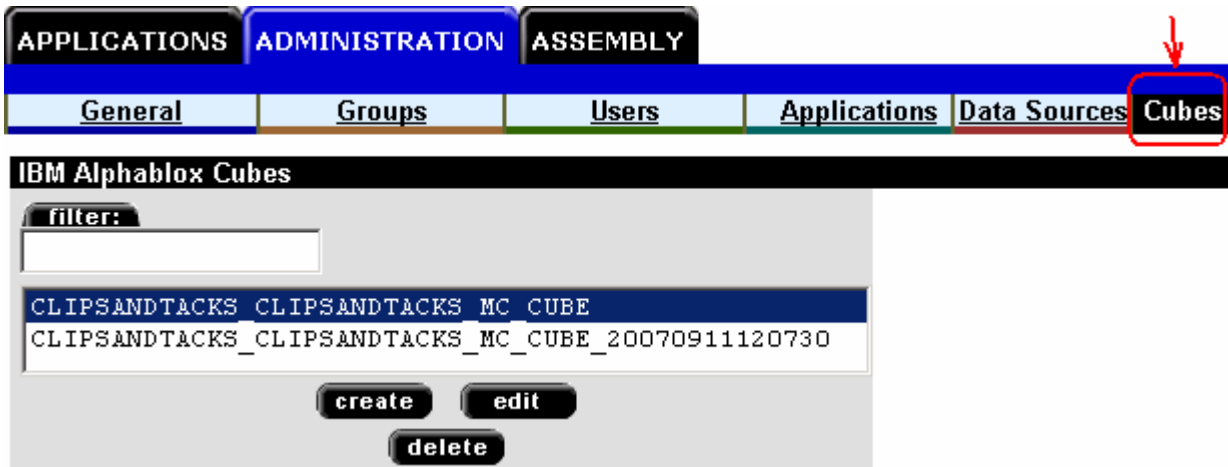 APPLICATIONS ADMINISTRATION ASSEMBLY
General Groups Users Applications Data Sources Cubes
IBM Alphablox Cubes
filter:
CLIPSANDTACKS_CLIPSANDTACKS_MC_CUBE
CLIPSANDTACKS_CLIPSANDTACKS_MC_CUBE_20070911120730
create edit
delete